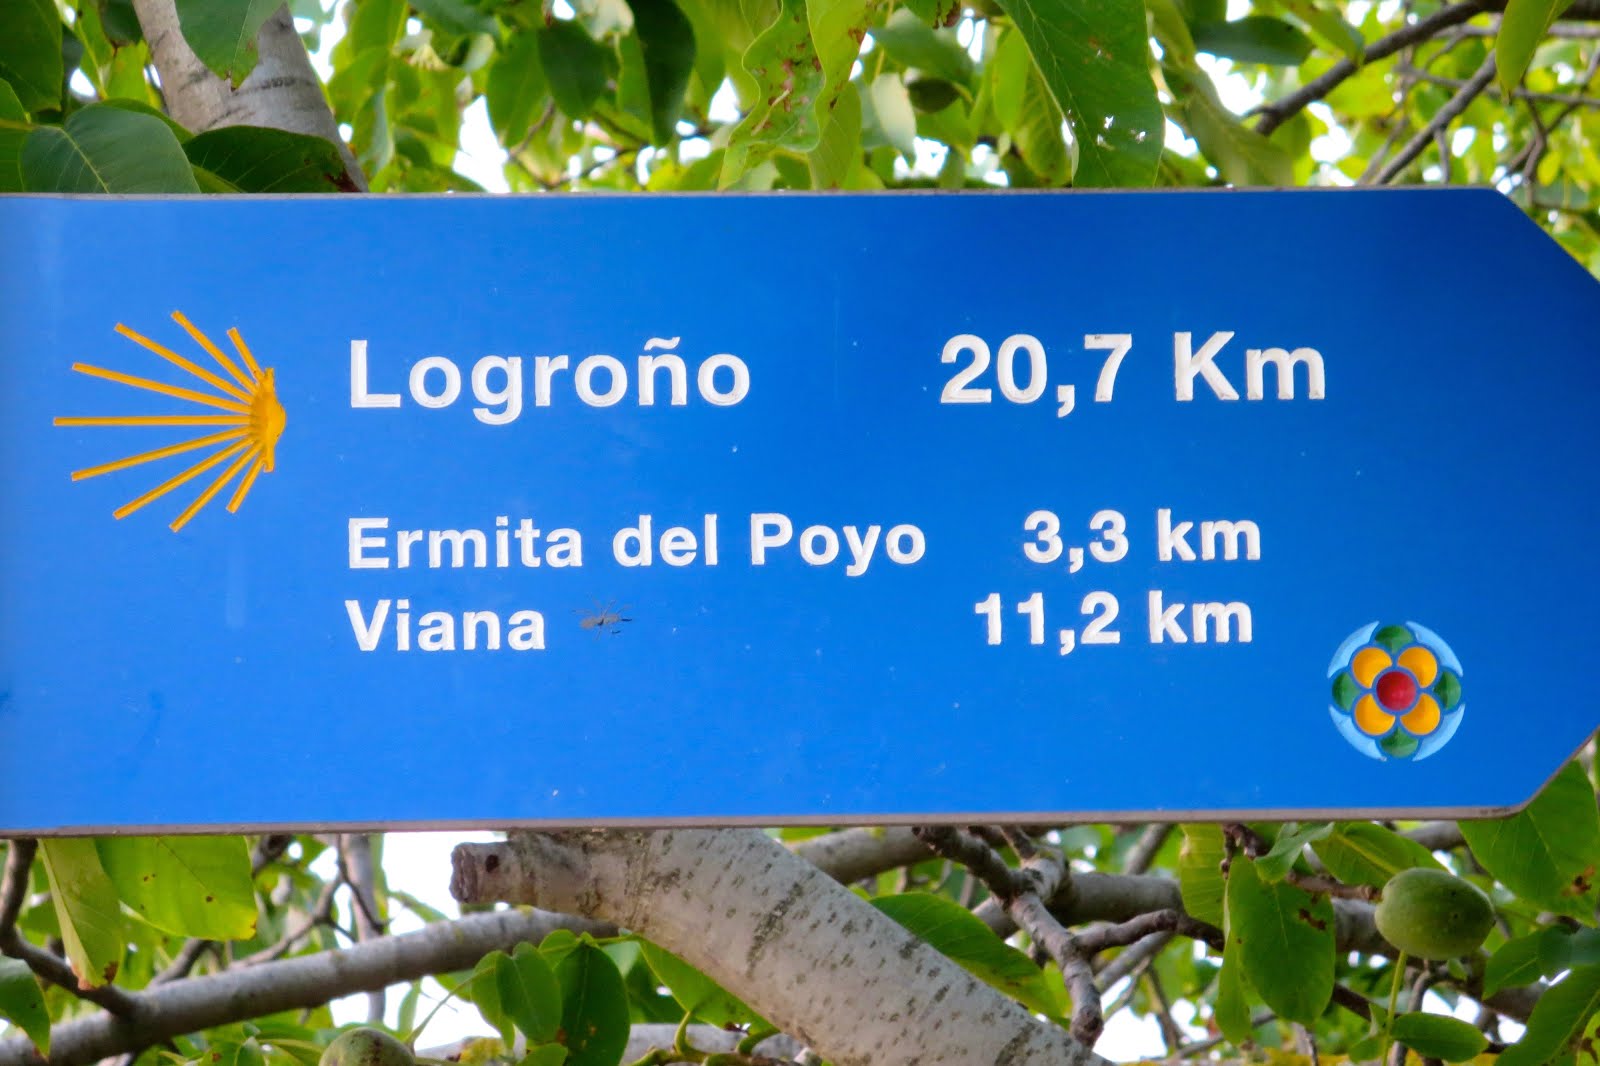 Logroño 20,7 Km
Ermita del Poyo 3,3 km
Viana 11,2 km